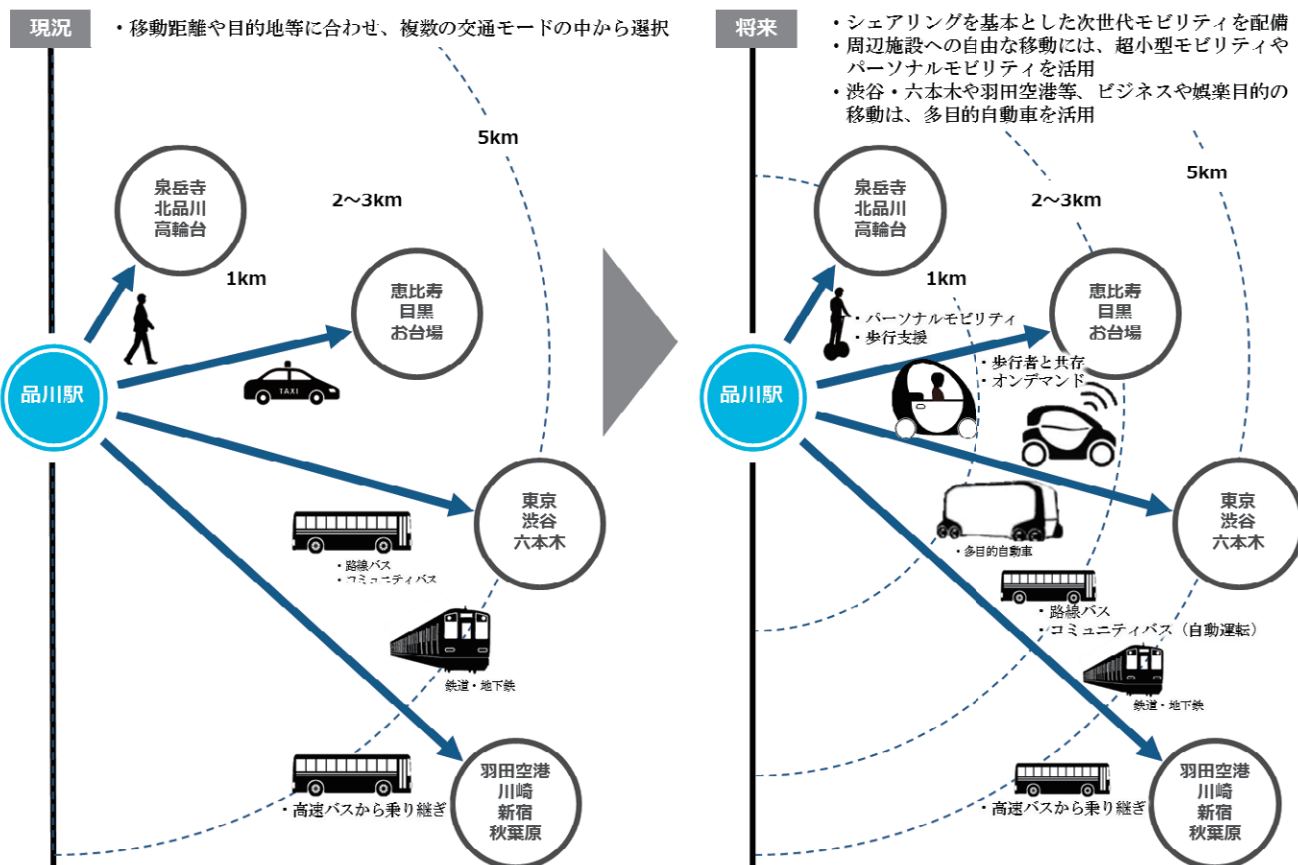 現況
・移動距離や目的地等に合わせ、複数の交通モードの中から選択
5km
2～3km
1km
泉岳寺
北品川
高輪台
恵比寿
目黒
お台場
品川駅
TAXI
東京
渋谷
六本木
・路線バス
・コミュニティバス
鉄道・地下鉄
・高速バスから乗り継ぎ
羽田空港
川崎
新宿
秋葉原
将来
・シェアリングを基本とした次世代モビリティを配備
・周辺施設への自由な移動には、超小型モビリティや
パーソナルモビリティを活用
・渋谷・六本木や羽田空港等、ビジネスや娯楽目的の
移動は、多目的自動車を活用
5km
2～3km
1km
泉岳寺
北品川
高輪台
恵比寿
目黒
お台場
・パーソナルモビリティ
・歩行支援
・歩行者と共存
・オンデマンド
品川駅
東京
渋谷
六本木
・多目的自動車
・路線バス
・コミュニティバス（自動運転）
鉄道・地下鉄
・高速バスから乗り継ぎ
羽田空港
川崎
新宿
秋葉原